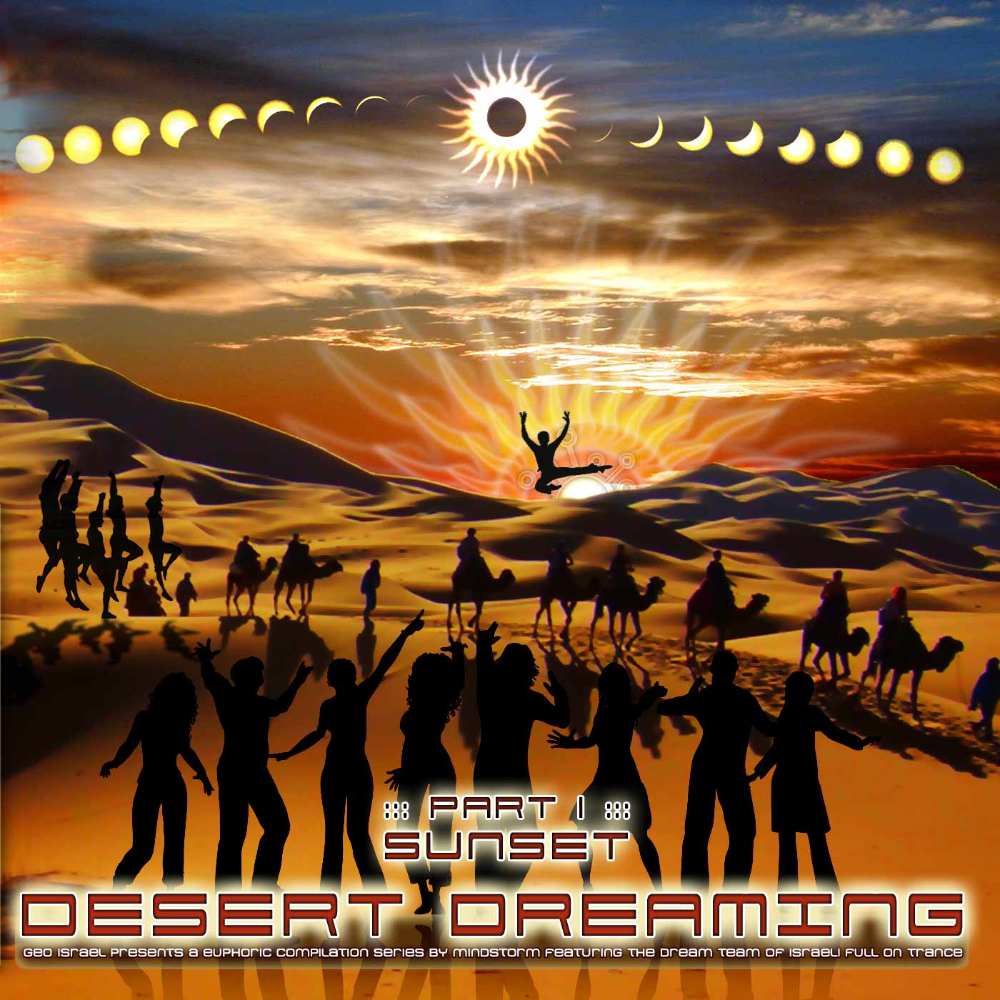 ::: PART I :::
SUNSET
DESERT DREAMING
GEO ISRAEL PRESENTS A EUPHORIC COMPILATION SERIES BY MINDSTORM FEATURING THE DREAM TEAM OF ISRAELI FULL ON TRANCE